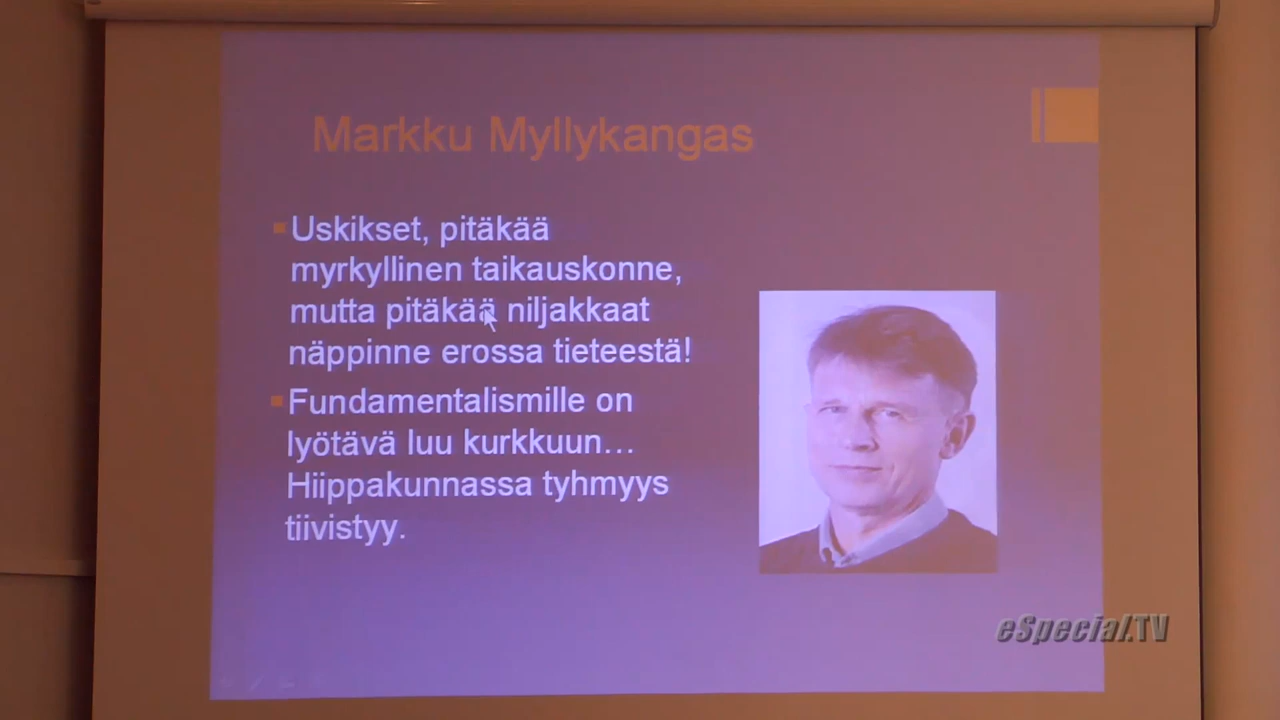 Markku Myllykangas
Uskikset, pitäkää
myrkyllinen taikauskonne,
mutta pitäkää niljakkaat
näppinne erossa tieteestä!
Fundamentalismille on
lyötävä luu kurkkuun...
Hiippakunnassa tyhmyys
tiivistyy.
eSpecial.TV